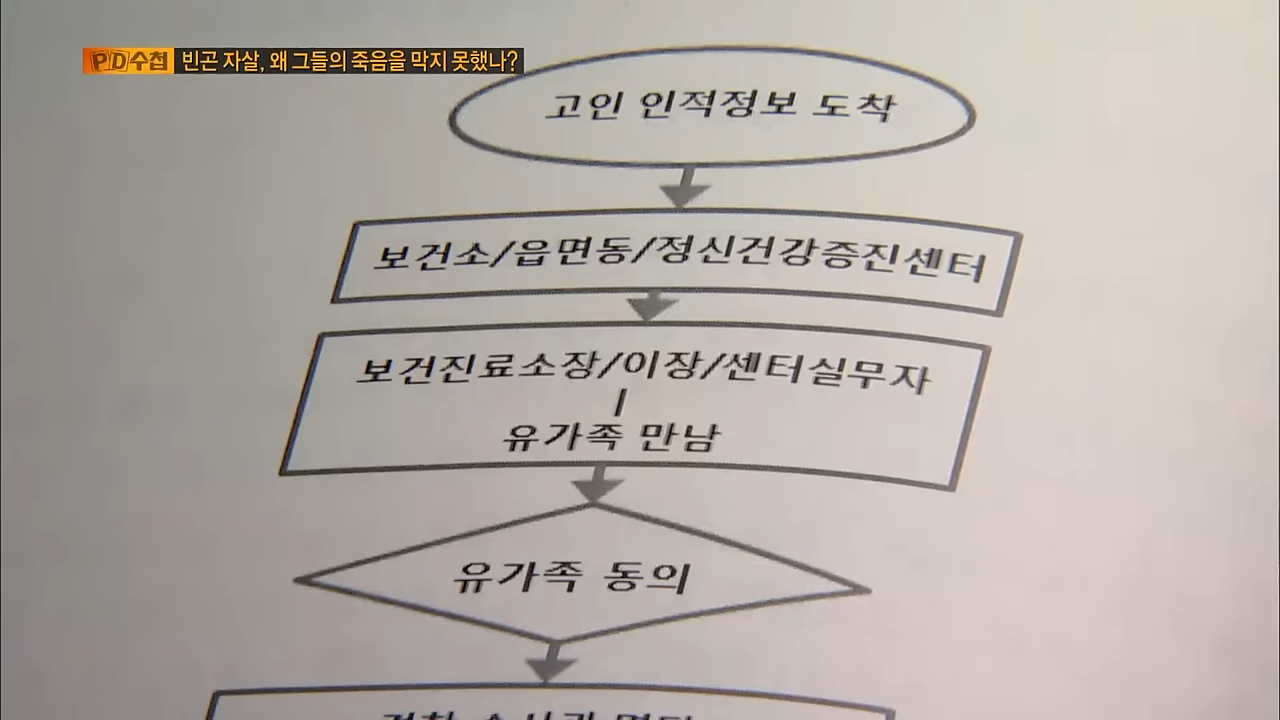 PD수첩 빈곤 자살, 왜 그들의 죽음을 막지 못했나?
고인 인적정보 도착
보건소/읍면동/정신건강증진센터
보건진료소장/이장/센터실무자
유가족 만남
유가족 동의